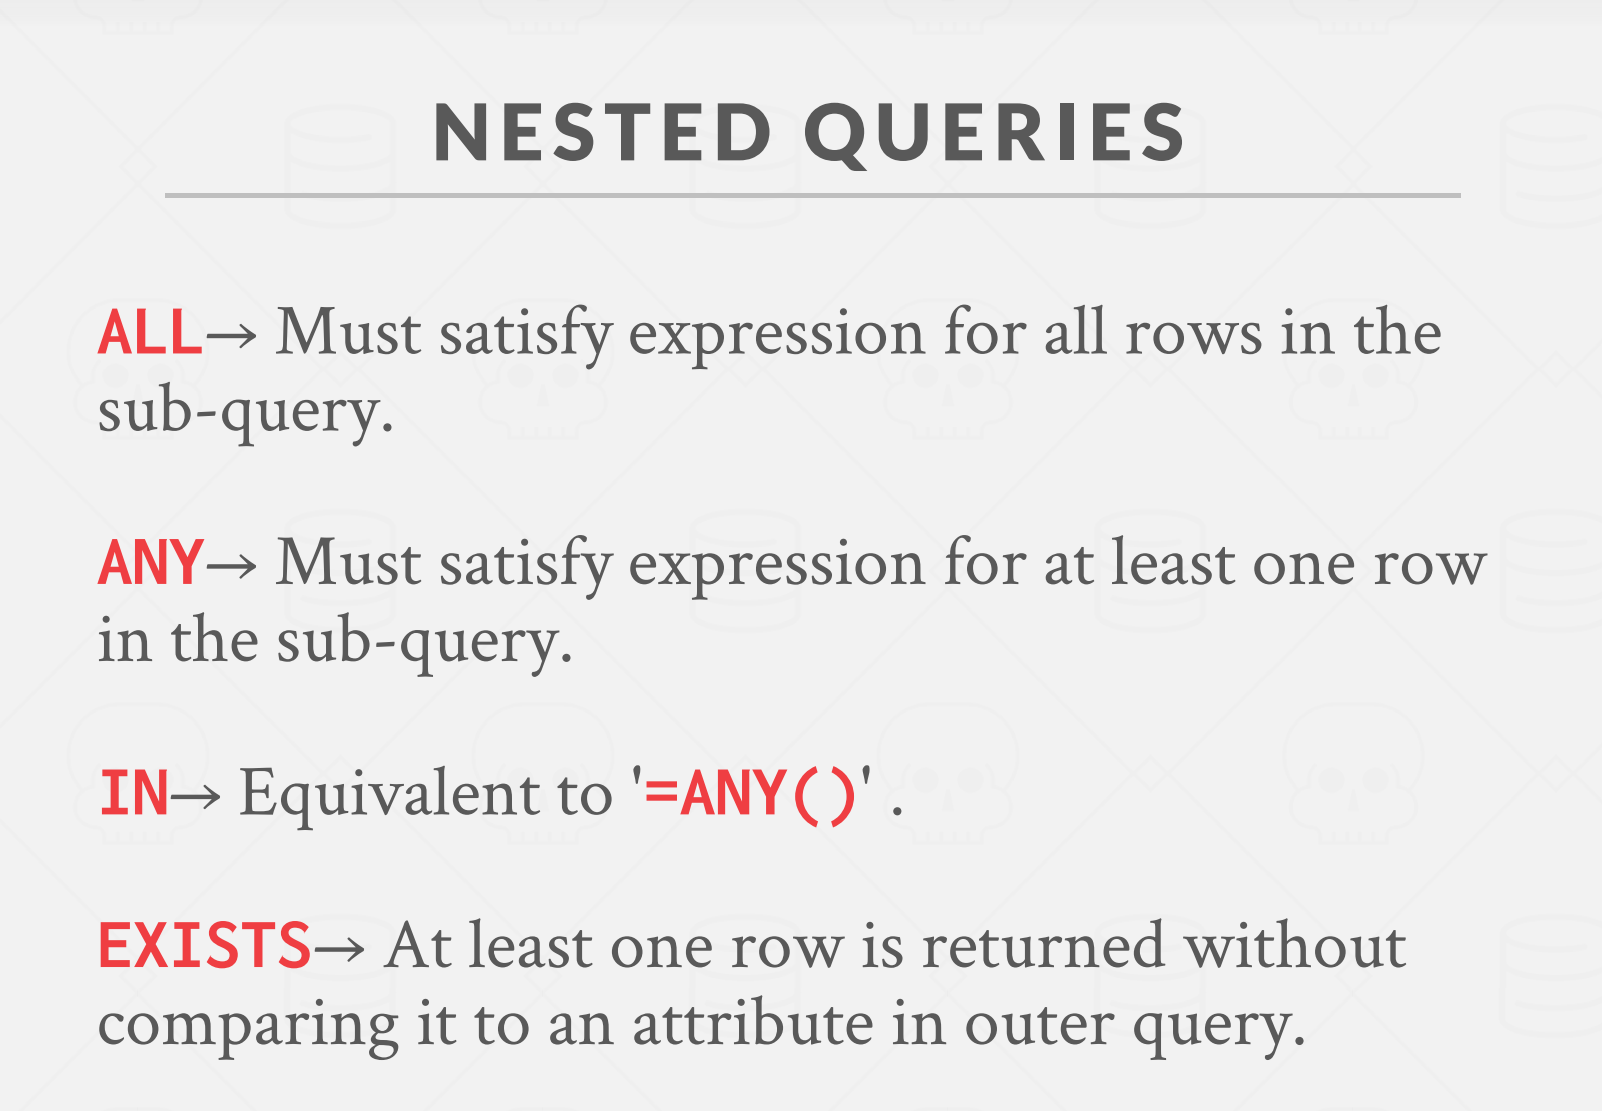 NESTED QUERIES
ALL→ Must satisfy expression for all rows in the
sub-query.
ANY→ Must satisfy expression for at least one row
in the sub-query.
IN→ Equivalent to '=ANY()' .
EXISTS→ At least one row is returned without
comparing it to an attribute in outer query.